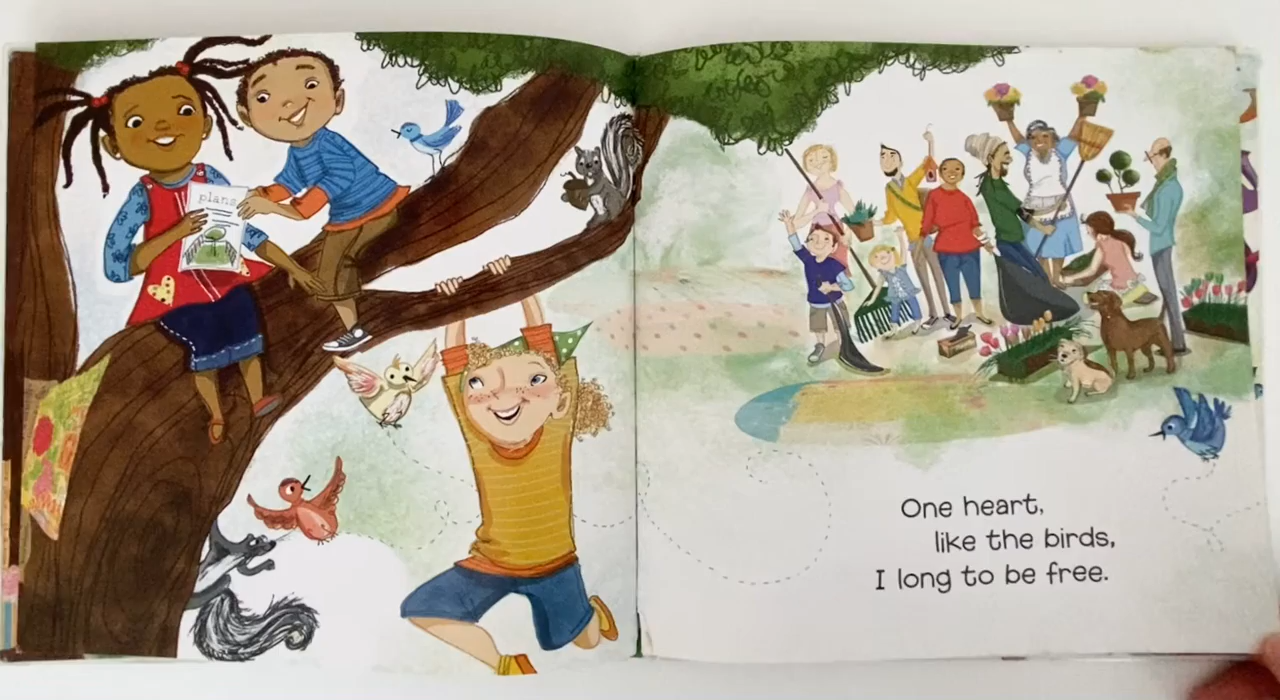 plans
One heart,
like the birds,
I long to be free.